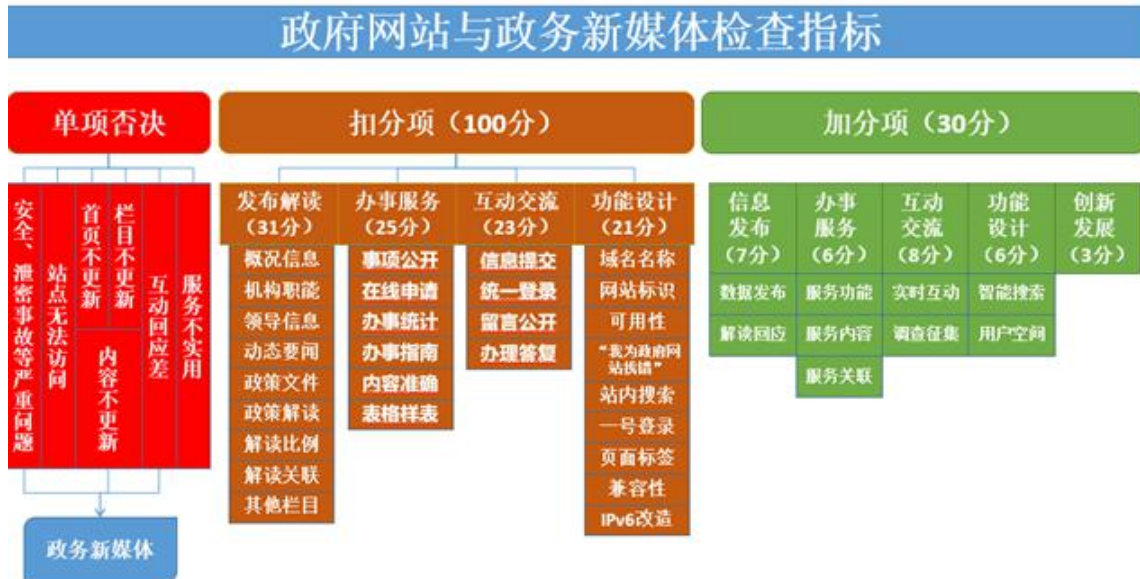 政府网站与政务新媒体检查指标
单项否决
安全、泄密事故等严重问题
站点无法访问
首页不更新
栏目不更新
内容不更新
互动回应差
服务不实用
政务新媒体
扣分项（100分）
发布解读
（31分）
概况信息
机构职能
领导信息
动态要闻
政策文件
政策解读
解读比例
解读关联
其他栏目
办事服务
（25分）
事项公开
在线申请
办事统计
办事指南
内容准确
表格样表
互动交流
（23分）
信息提交
统一登录
留言公开
办理答复
功能设计
（21分）
域名名称
网站标识
可用性
“我为政府网
站找错”
站内搜索
一号登录
页面标签
兼容性
IPv6改造
加分项（30分）
信息
发布
（7分）
数据发布
解读回应
办事
服务
（6分）
服务功能
服务内容
服务关联
互动
交流
（8分）
实时互动
调查征集
功能
设计
（6分）
智能搜索
用户空间
创新
发展
（3分）